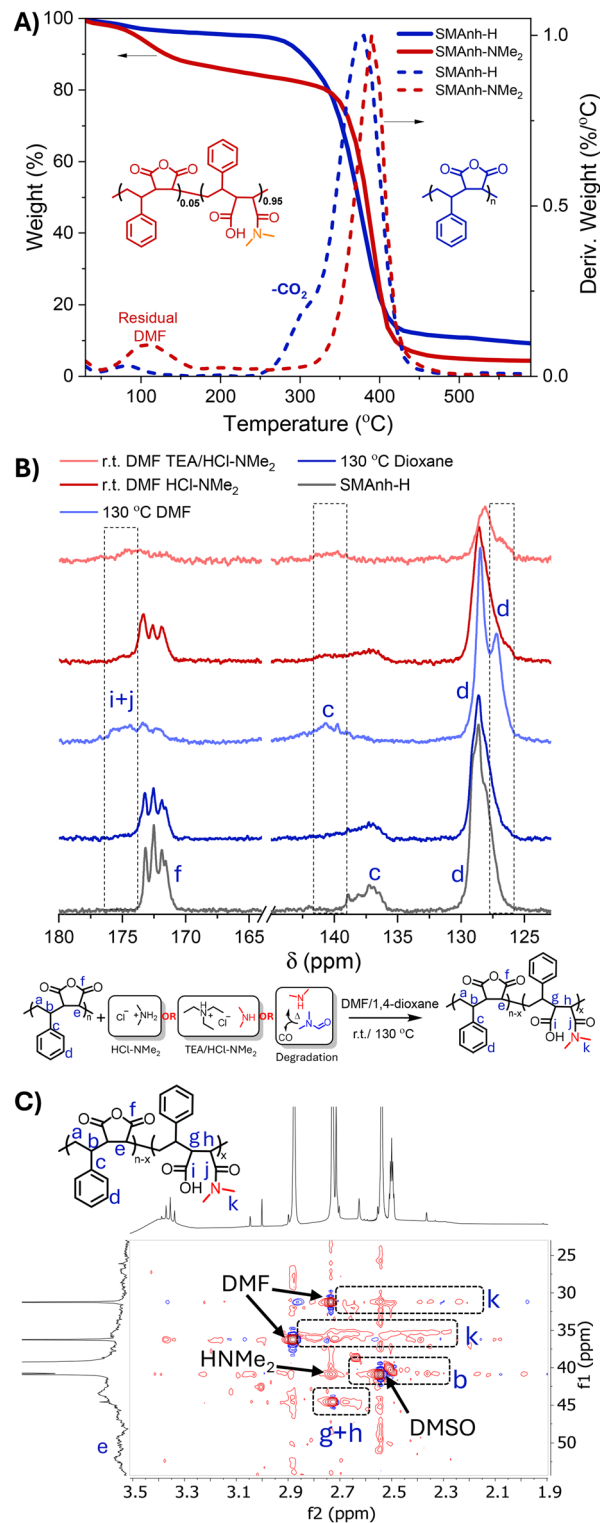 A)
SMAnh-H
SMAnh-NMe2
SMAnh-H
SMAnh-NMe2
100
80
60
40
20
0
Weight (%)
1.0
0.5
0.0
Deriv. Weight (%/°C)
O
O
O
0.05
0.95
OH
O
N
O
O
O
n
-CO2
Residual
DMF
100
200
300
400
500
Temperature (°C)
B)
r.t. DMF TEA/HCl-NMe2
r.t. DMF HCl-NMe2
130 °C DMF
130 °C Dioxane
SMAnh-H
d
i+j
c
d
f
c
d
180
175
170
165
140
135
130
125
δ (ppm)
f
O
O
O
a
b
e
n
c
d
+
Cl⁻
+NH2
HCl-NMe2
OR
H
N
+
Cl⁻
NH
TEA/HCl-NMe2
OR
H
N
Δ
CO
N
O
Degradation
DMF/1,4-dioxane
r.t./ 130 °C
f
O
O
O
a
b
e
n-x
g
h
x
c
d
OH
i
j
O
N
k
C)
O
O
O
f
a
b
e
n-x
g
h
x
c
d
i
j
OH
O
N
k
DMF
k
k
HNMe2
b
DMSO
g+h
e
25
30
35
40
45
50
f1 (ppm)
3.5
3.3
3.1
2.9
2.7
2.5
2.3
2.1
1.9
f2 (ppm)